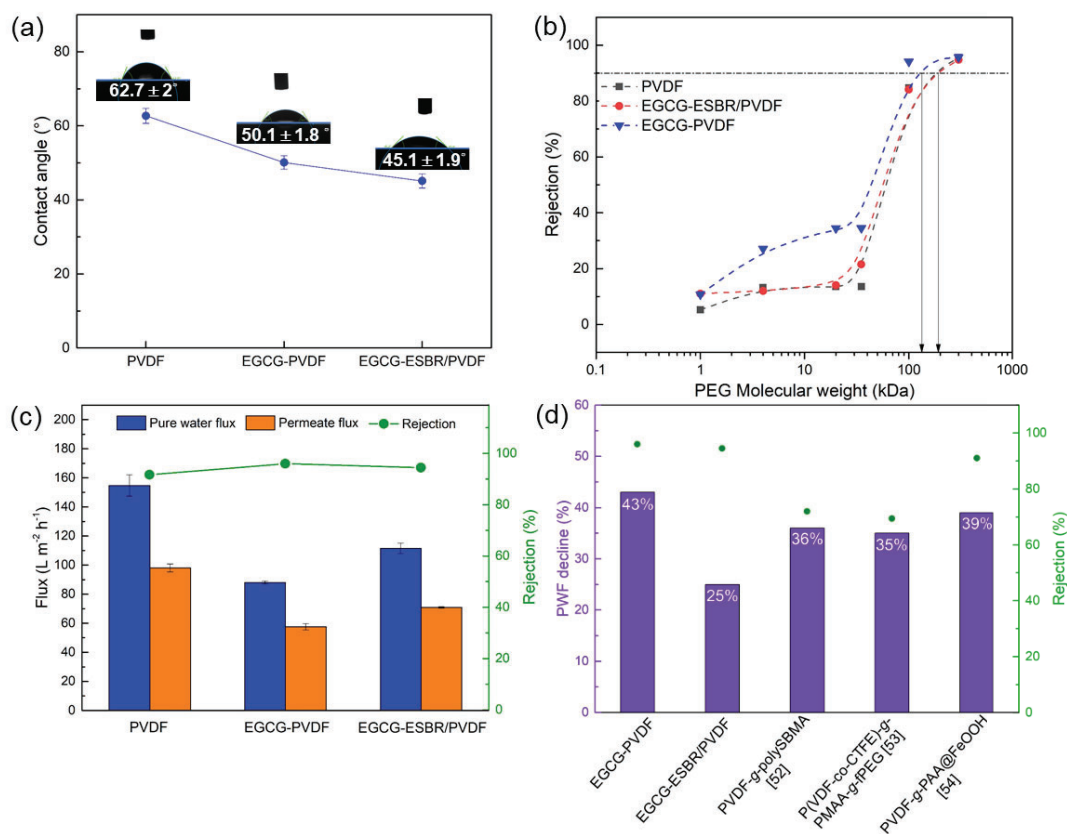 (a)
80
60
40
20
0
Contact angle (°)
62.7 ± 2°
50.1 ± 1.8 °
45.1 ± 1.9°
PVDF
EGCG-PVDF
EGCG-ESBR/PVDF
(b)
100
80
60
40
20
0
Rejection (%)
PVDF
EGCG-ESBR/PVDF
EGCG-PVDF
0.1
1
10
100
1000
PEG Molecular weight (kDa)
(c)
200
180
160
140
120
100
80
60
40
20
0
Flux (L m⁻² h⁻¹)
Pure water flux
Permeate flux
Rejection
100
80
60
40
20
0
Rejection (%)
PVDF
EGCG-PVDF
EGCG-ESBR/PVDF
(d)
60
50
40
30
20
10
0
PWF decline (%)
43%
25%
36%
35%
39%
100
80
60
40
20
0
Rejection (%)
EGCG-PVDF
EGCG-ESBR/PVDF
PVDF-g-polySBMA
[52]
P(VDF-co-CTFE)-g-
PMAA-g-fPEG [53]
PVDF-g-PAA@FeOOH
[54]